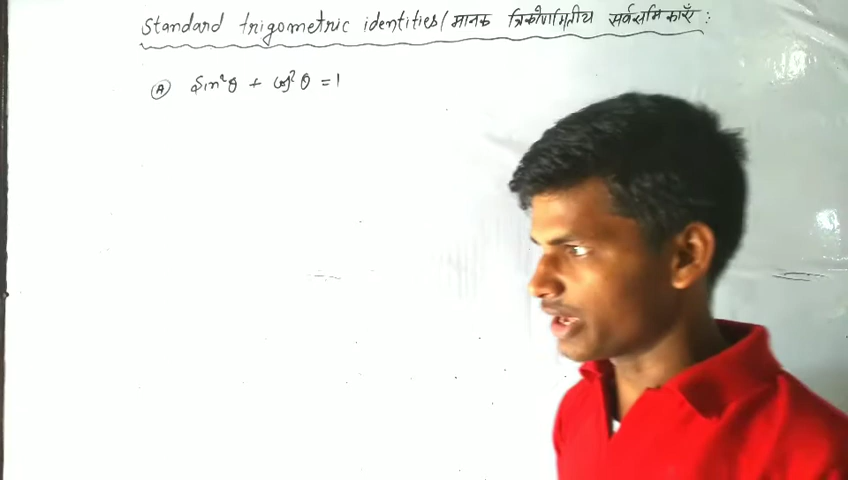 Standard trigometric identities/मानक त्रिकोणमितीय सर्वसमिकाएँ :
(A) sin²θ + cos²θ = 1